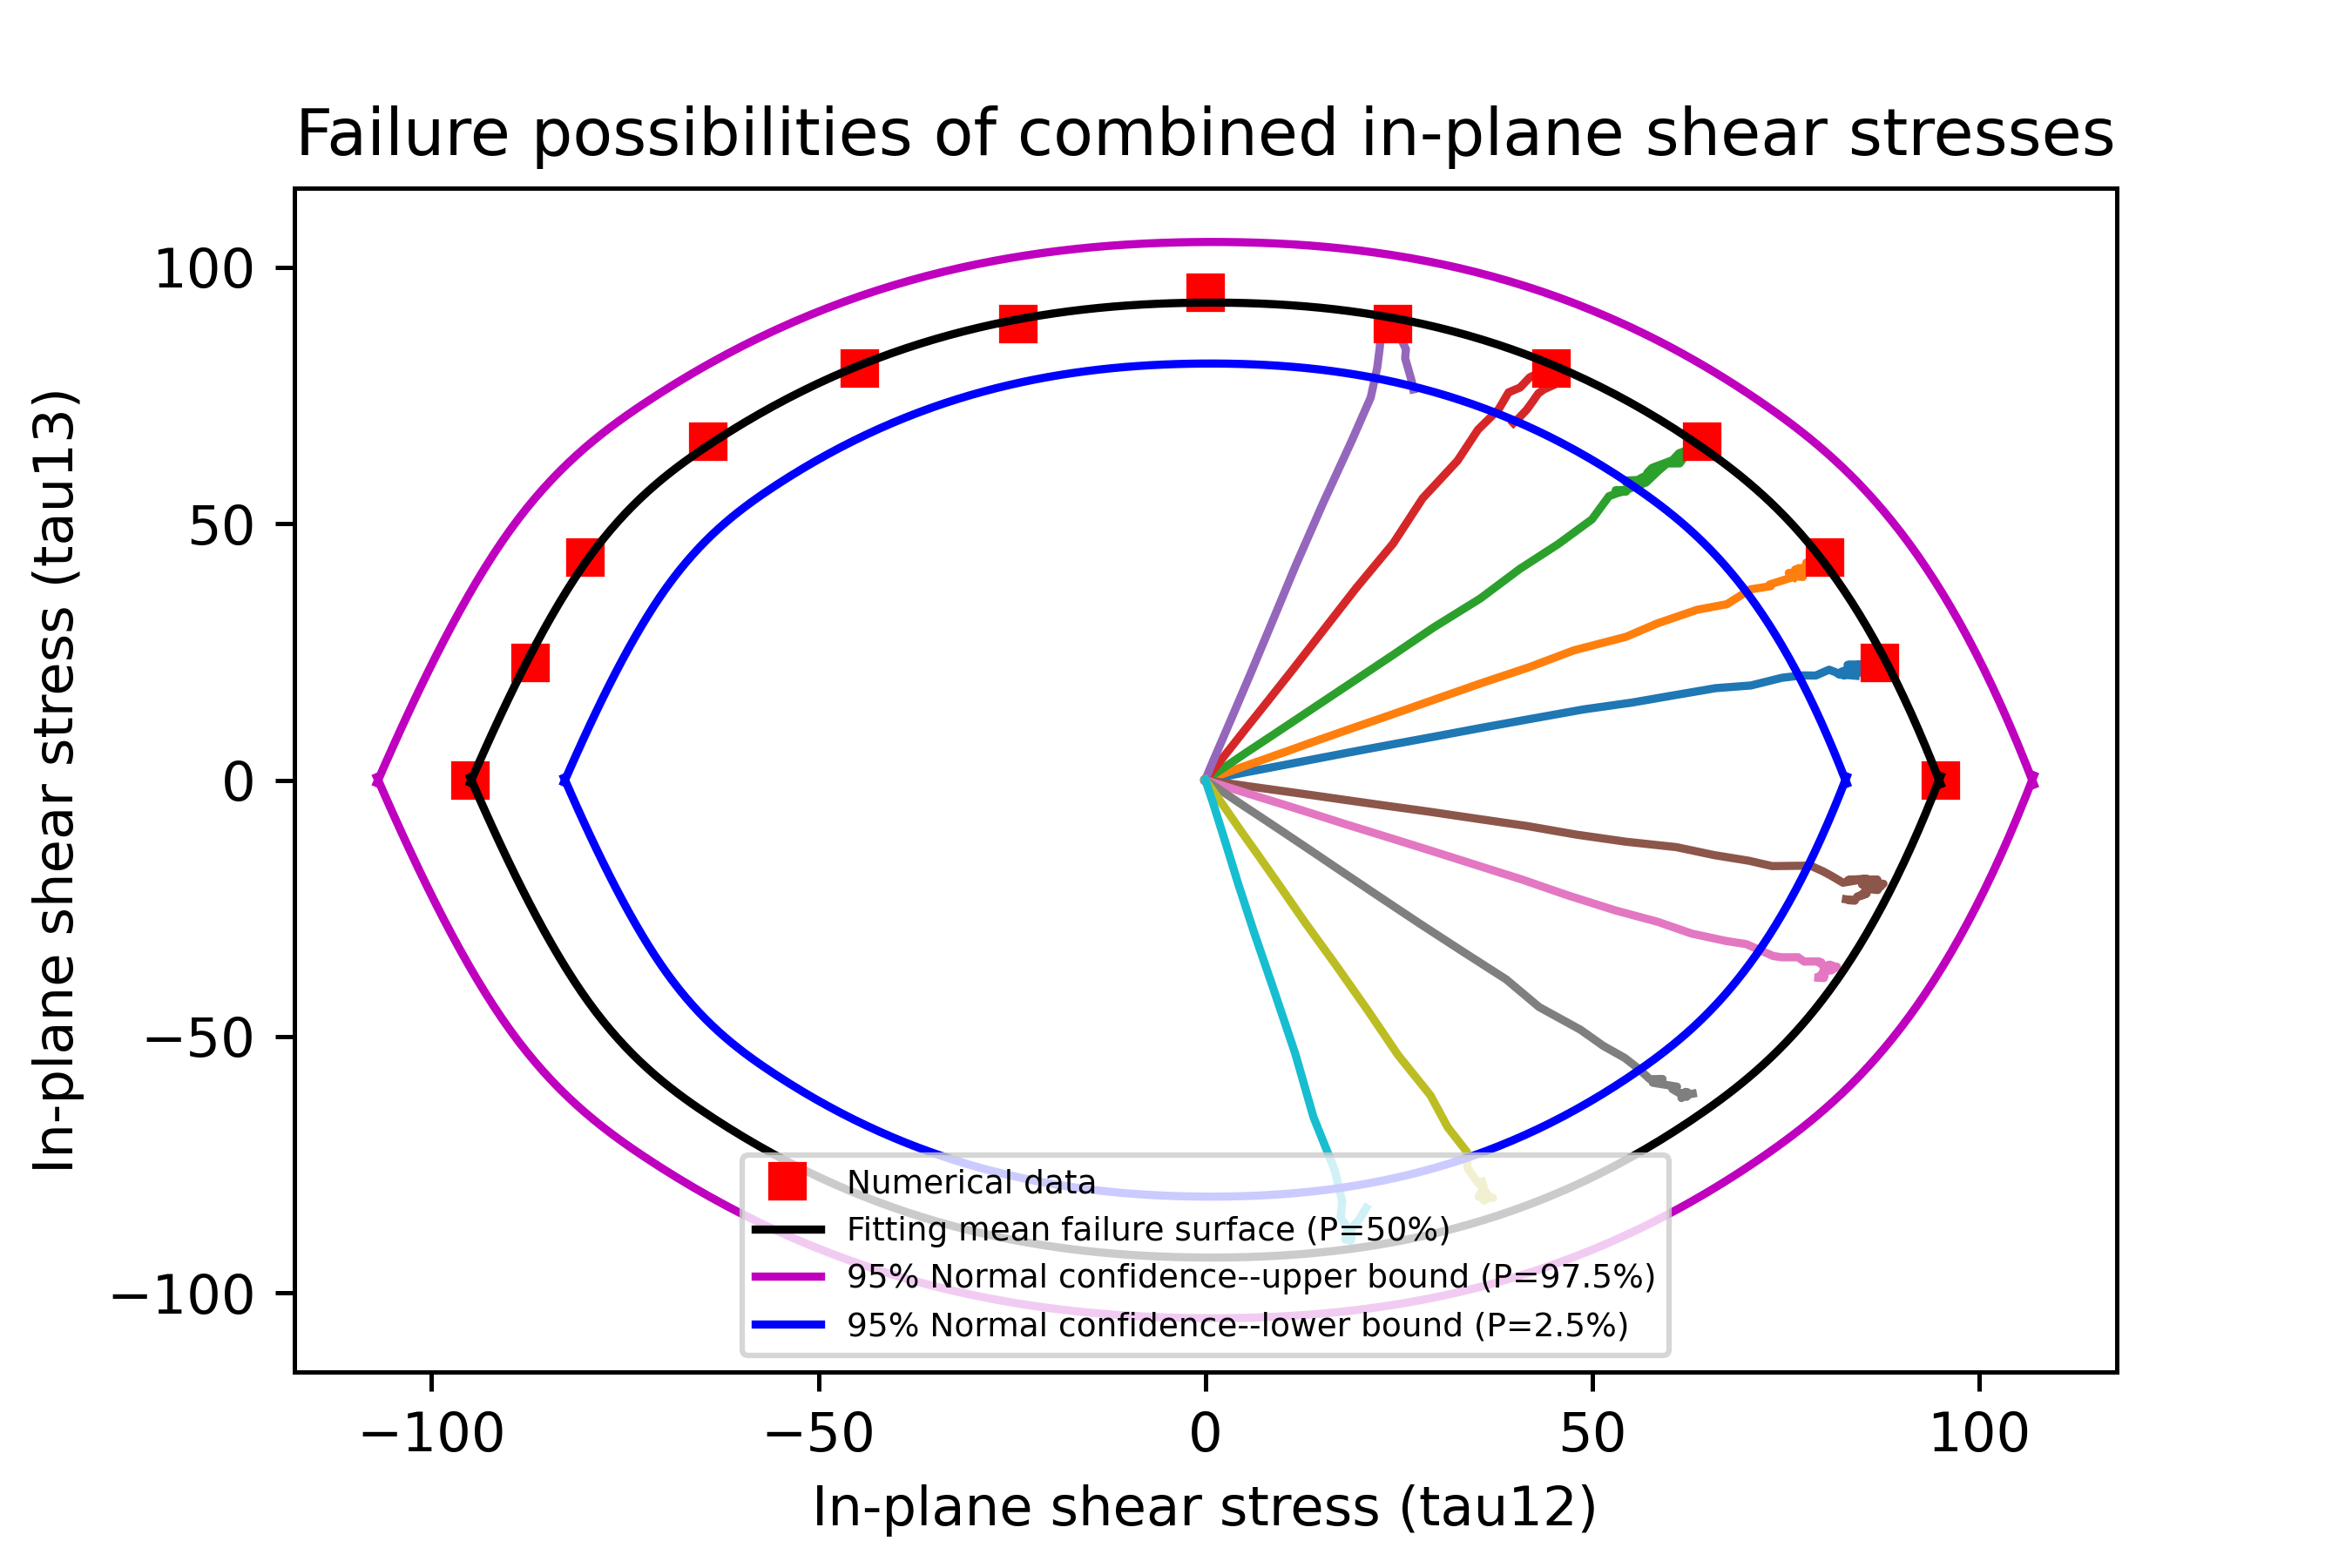 Failure possibilities of combined in-plane shear stresses
In-plane shear stress (tau13)
100
50
0
−50
−100
Numerical data
Fitting mean failure surface (P=50%)
95% Normal confidence--upper bound (P=97.5%)
95% Normal confidence--lower bound (P=2.5%)
−100 −50 0 50 100
In-plane shear stress (tau12)